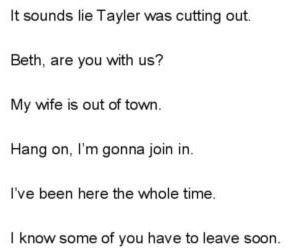 It sounds lie Tayler was cutting out.
Beth, are you with us?
My wife is out of town.
Hang on, I'm gonna join in.
I've been here the whole time.
I know some of you have to leave soon.